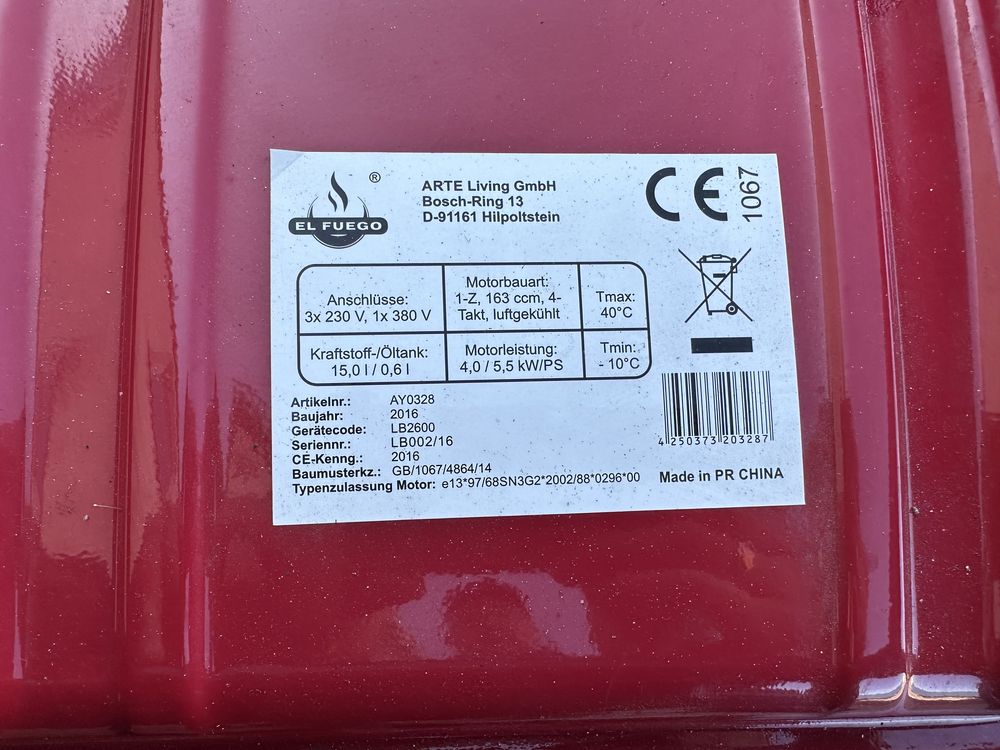 EL FUEGO ®
ARTE Living GmbH
Bosch-Ring 13
D-91161 Hilpoltstein
CE 1067
Anschlüsse:
3x 230 V, 1x 380 V
Motorbauart:
1-Z, 163 ccm, 4-
Takt, luftgekühlt
Tmax:
40°C
Kraftstoff-/Öltank:
15,0 l / 0,6 l
Motorleistung:
4,0 / 5,5 kW/PS
Tmin:
- 10°C
Artikelnr.: AY0328
Baujahr: 2016
Gerätecode: LB2600
Seriennr.: LB002/16
CE-Kenng.: 2016
Baumusterkz.: GB/1067/4864/14
Typenzulassung Motor: e13*97/68SN3G2*2002/88*0296*00
4 250373 203287
Made in PR CHINA